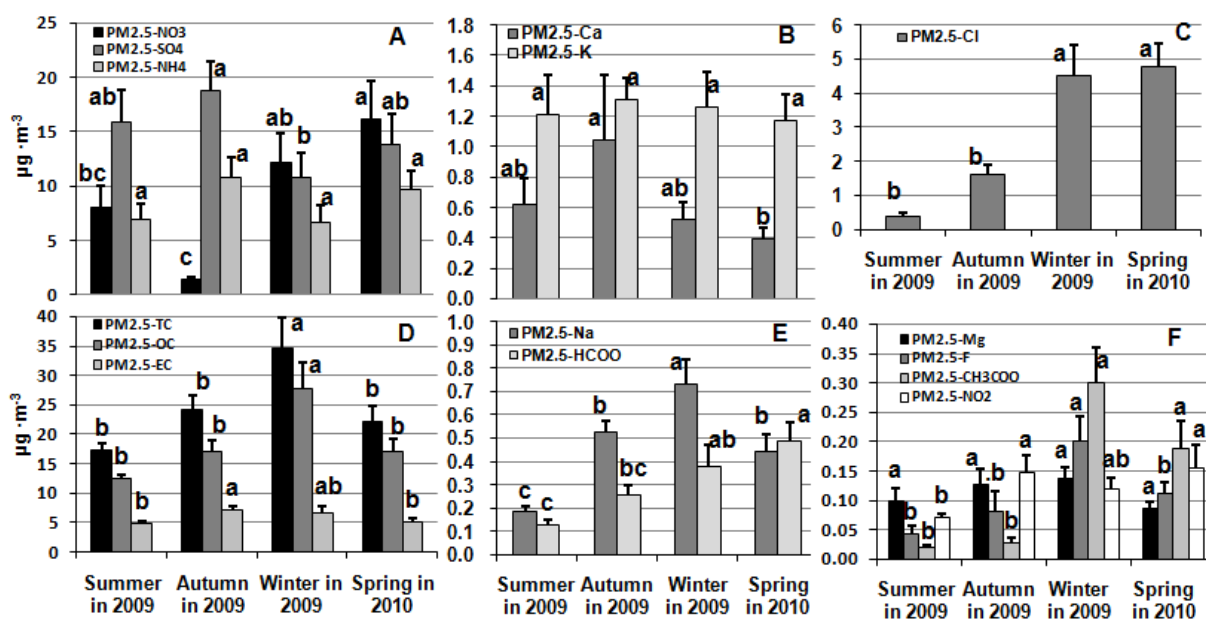 A
PM2.5-NO3
PM2.5-SO4
PM2.5-NH4
µg ·m-3
25
20
15
10
5
0
bc
ab
a
c
a
a
ab
b
a
a
ab
a
B
PM2.5-Ca
PM2.5-K
1.8
1.6
1.4
1.2
1.0
0.8
0.6
0.4
0.2
0.0
ab
a
a
a
ab
a
b
a
C
PM2.5-Cl
6
5
4
3
2
1
0
b
b
a
a
Summer in 2009
Autumn in 2009
Winter in 2009
Spring in 2010
D
PM2.5-TC
PM2.5-OC
PM2.5-EC
µg ·m-3
40
35
30
25
20
15
10
5
0
b
b
b
b
b
a
a
a
ab
b
b
b
Summer in 2009
Autumn in 2009
Winter in 2009
Spring in 2010
E
PM2.5-Na
PM2.5-HCOO
1.0
0.9
0.8
0.7
0.6
0.5
0.4
0.3
0.2
0.1
0.0
c
c
b
bc
a
ab
b
a
Summer in 2009
Autumn in 2009
Winter in 2009
Spring in 2010
F
PM2.5-Mg
PM2.5-F
PM2.5-CH3COO
PM2.5-NO2
0.40
0.35
0.30
0.25
0.20
0.15
0.10
0.05
0.00
a
b
b
b
a
.b
b
a
a
a
a
ab
a
b
a
a
Summer in 2009
Autumn in 2009
Winter in 2009
Spring in 2010